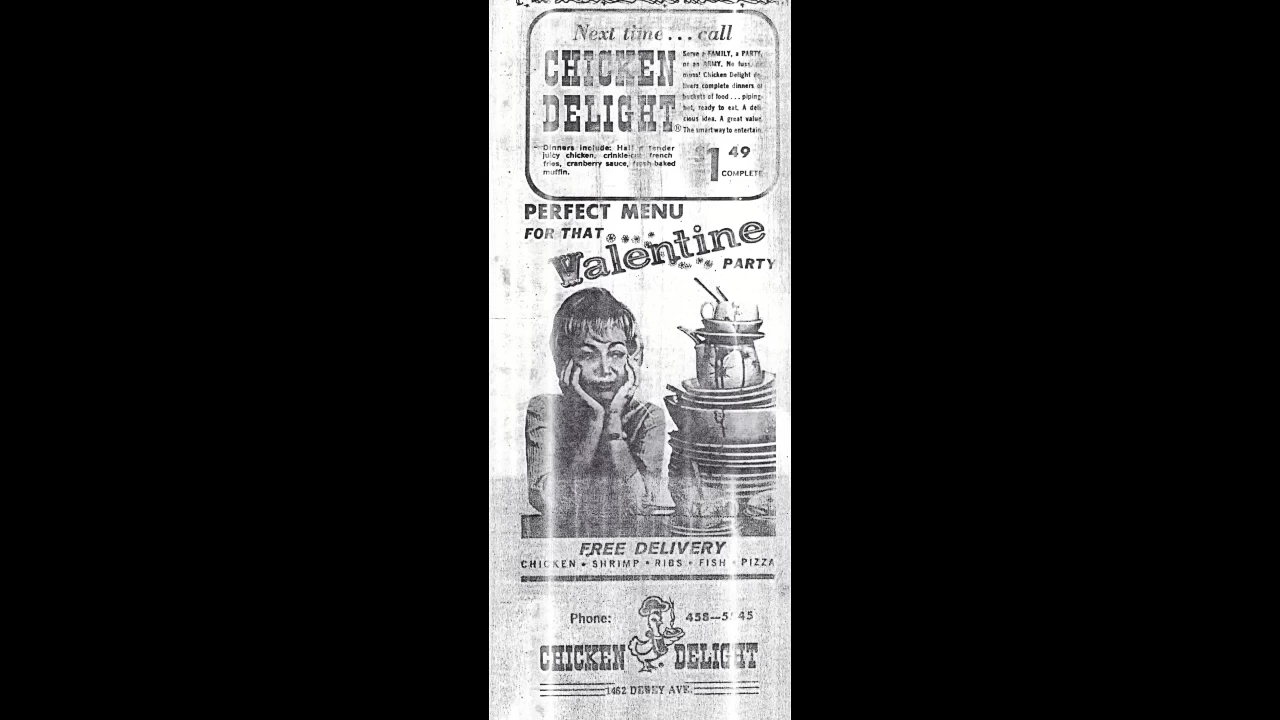 Next time... call
CHICKEN
DELIGHT®
Serve a FAMILY, a PARTY
or an ARMY. No fuss, no
muss! Chicken Delight de-
livers complete dinners or
buckets of food... piping-
hot, ready to eat. A deli-
cious idea. A great value.
The smart way to entertain.
Dinners include: Half a tender
juicy chicken, crinkle-cut french
fries, cranberry sauce, fresh-baked
muffin.
$1 49
COMPLETE
PERFECT MENU
FOR THAT
Valentine
PARTY
FREE DELIVERY
CHICKEN • SHRIMP • RIBS • FISH • PIZZA
Phone:
CHICKEN DELIGHT
1462 DEWEY AVE.